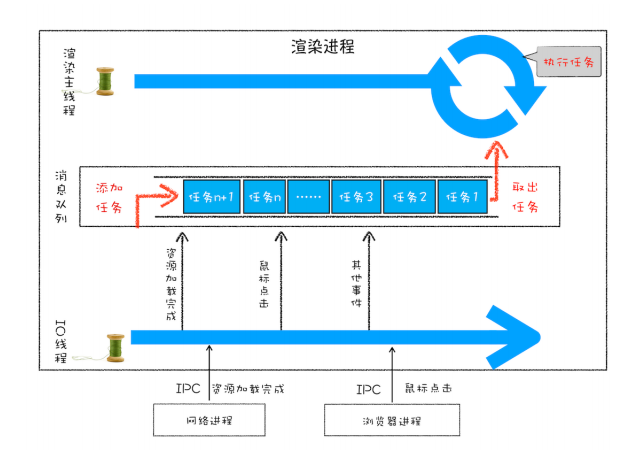 渲染进程
渲染主线程
执行任务
消息队列
添加
任务
任务n+1
任务n
……
任务3
任务2
任务1
取出
任务
资源加载完成
鼠标点击
其他事件
IO线程
IPC 资源加载完成
IPC 鼠标点击
网络进程
浏览器进程